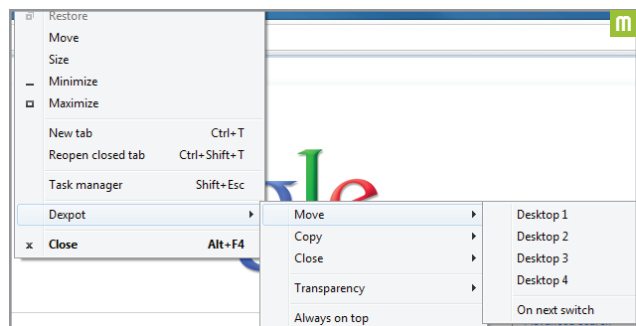 Restore
Move
Size
Minimize
Maximize
New tab Ctrl+T
Reopen closed tab Ctrl+Shift+T
Task manager Shift+Esc
Dexpot
x Close Alt+F4
Move
Copy
Close
Transparency
Always on top
Desktop 1
Desktop 2
Desktop 3
Desktop 4
On next switch
m